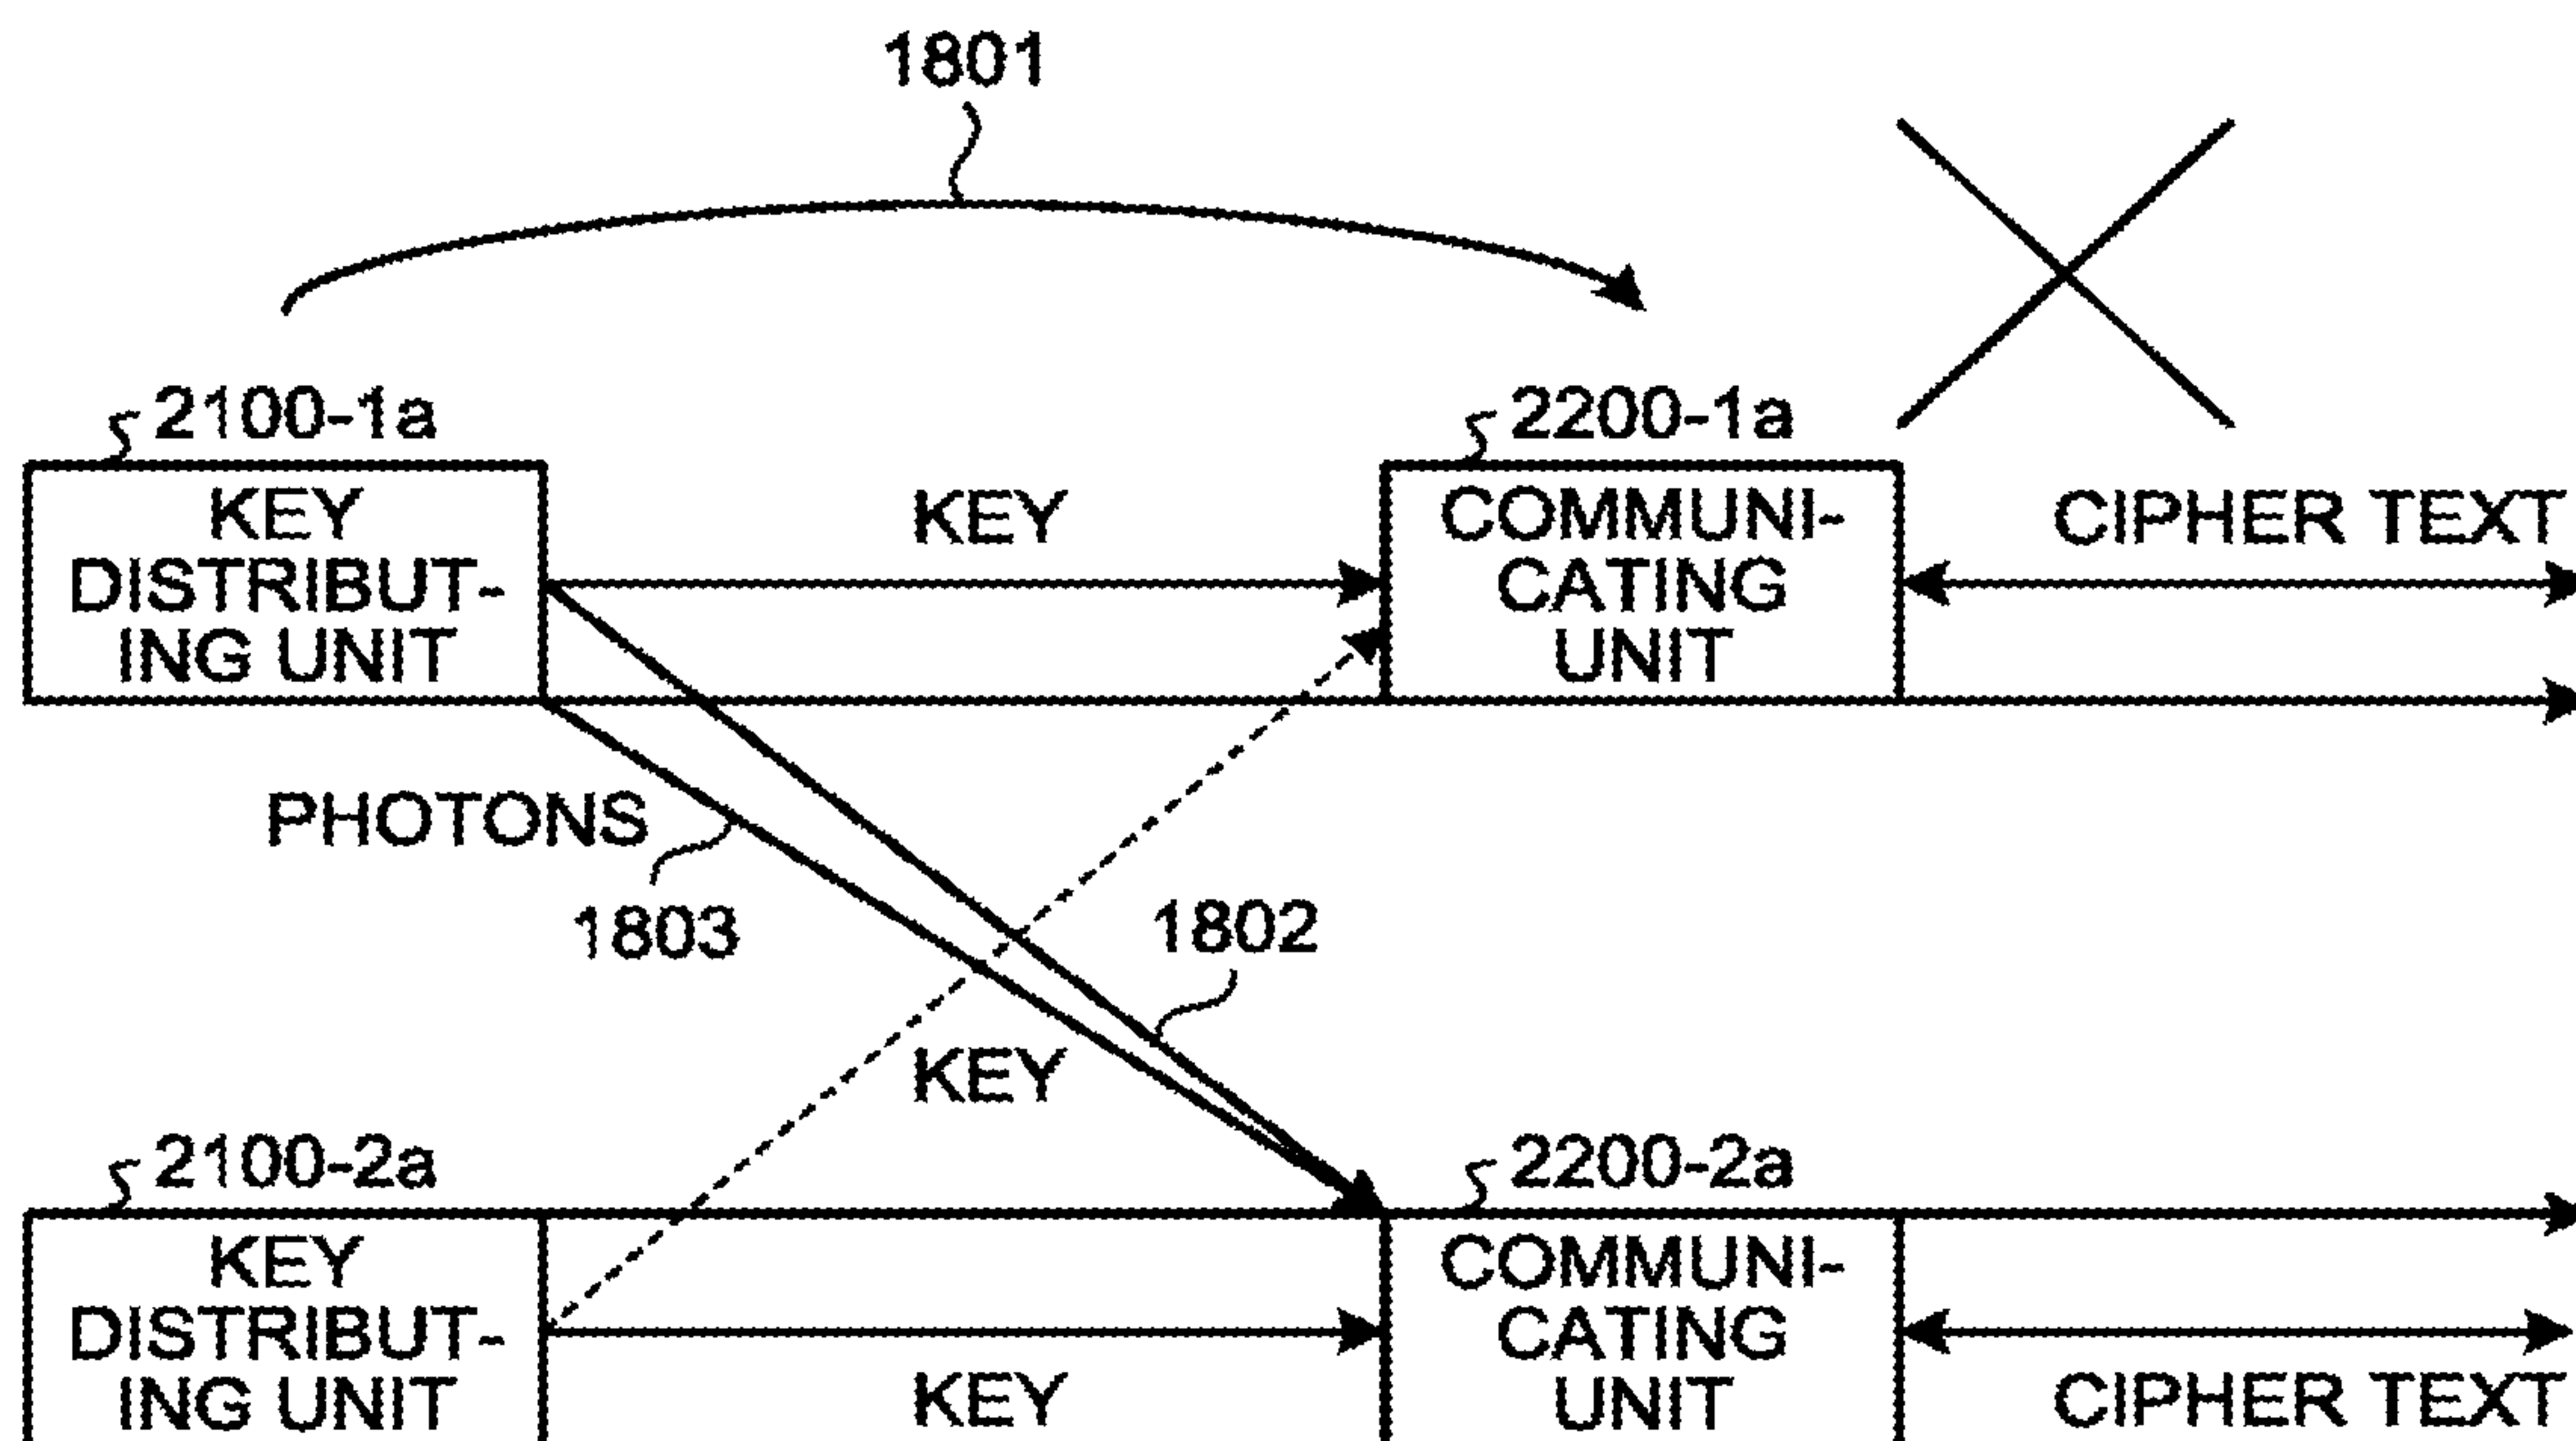 1801
2100-1a
2200-1a
KEY
DISTRIBUT-
ING UNIT
KEY
COMMUNI-
CATING
UNIT
CIPHER TEXT
PHOTONS
1803
1802
KEY
2100-2a
2200-2a
KEY
DISTRIBUT-
ING UNIT
KEY
COMMUNI-
CATING
UNIT
CIPHER TEXT